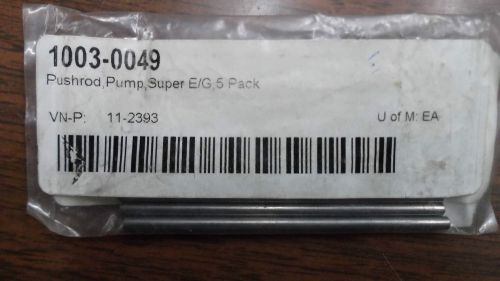 1003-0049
Pushrod,Pump,Super E/G,5 Pack
VN-P: 11-2393 U of M: EA